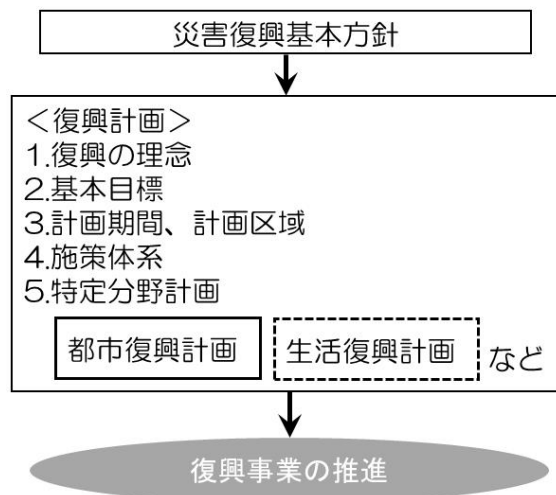 災害復興基本方針
＜復興計画＞
1.復興の理念
2.基本目標
3.計画期間、計画区域
4.施策体系
5.特定分野計画
都市復興計画 生活復興計画 など
復興事業の推進